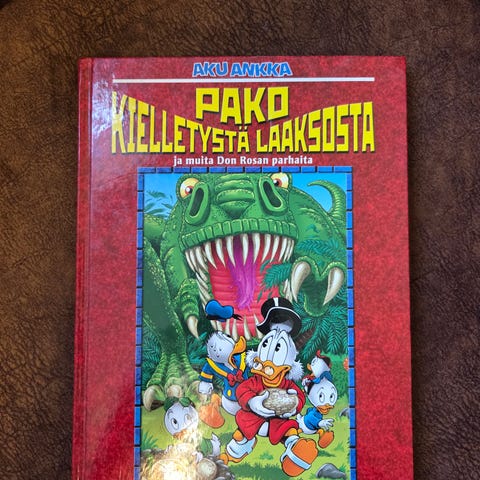 AKU ANKKA
PAKO
KIELLETYSTÄ LAAKSOSTA
ja muita Don Rosan parhaita